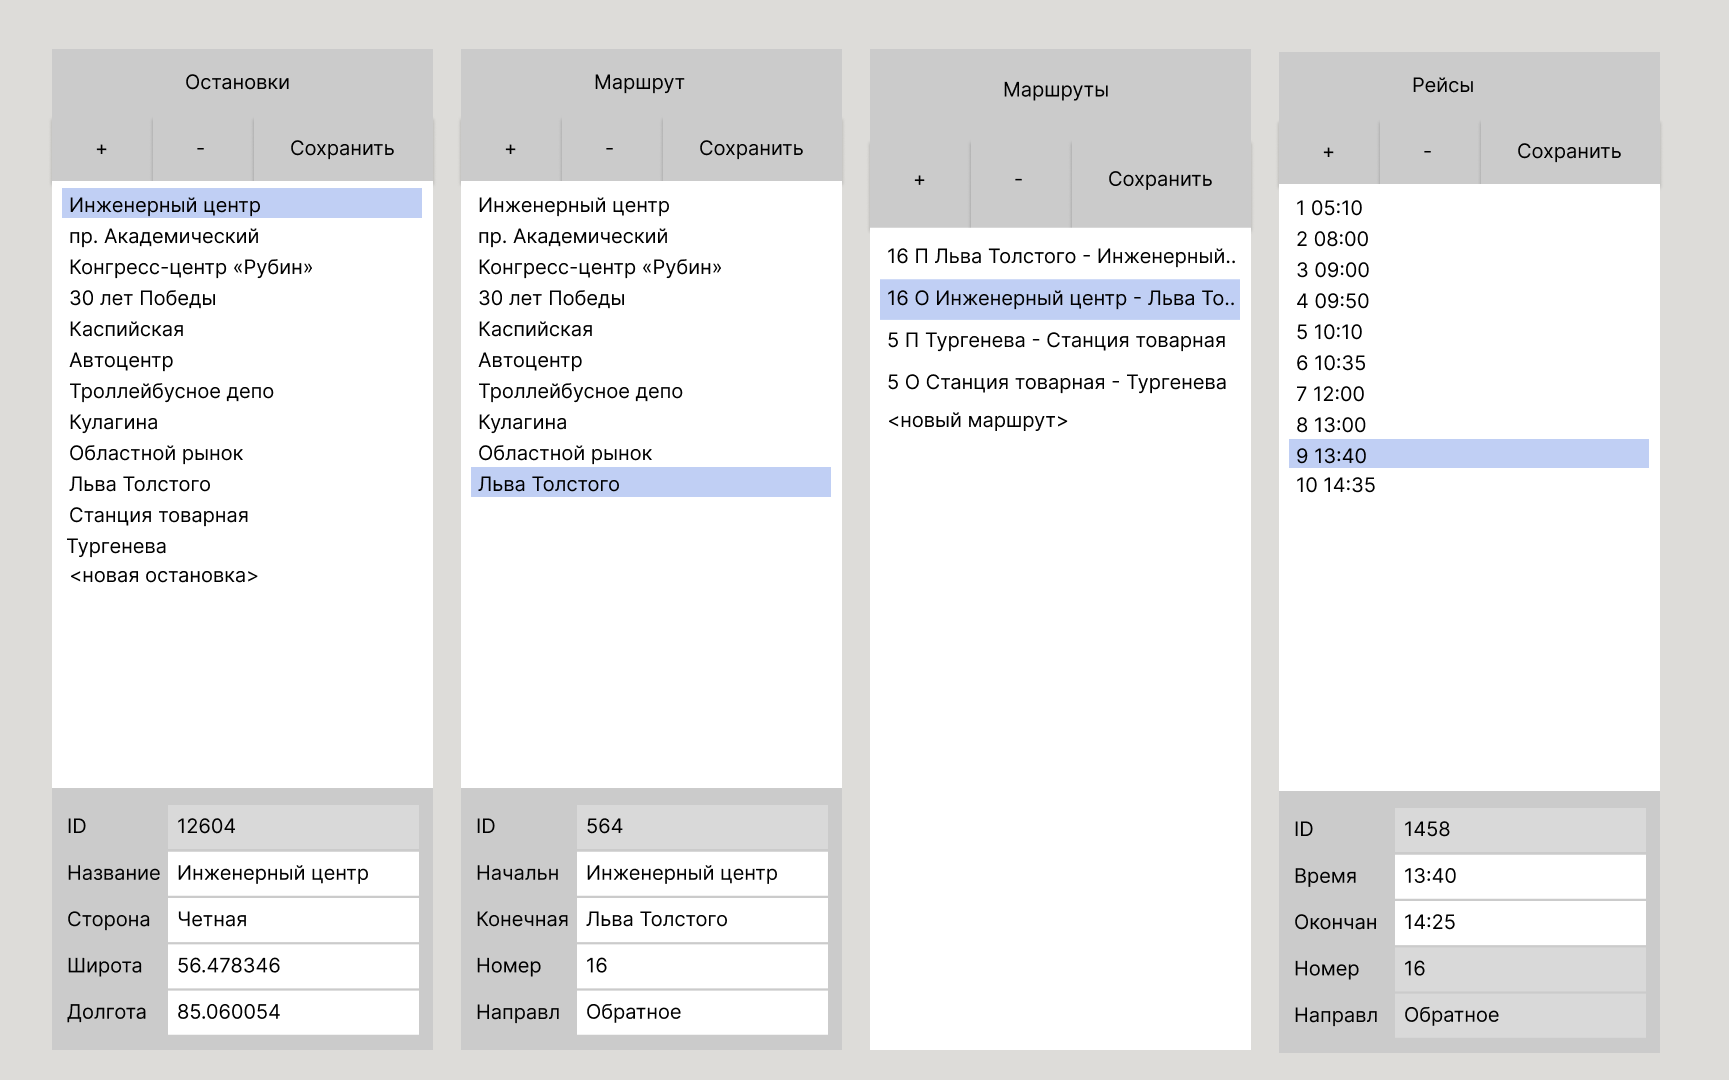 Остановки
+
-
Сохранить
Инженерный центр
пр. Академический
Конгресс-центр «Рубин»
30 лет Победы
Каспийская
Автоцентр
Троллейбусное депо
Кулагина
Областной рынок
Льва Толстого
Станция товарная
Тургенева
<новая остановка>
ID
12604
Название
Инженерный центр
Сторона
Четная
Широта
56.478346
Долгота
85.060054
Маршрут
+
-
Сохранить
Инженерный центр
пр. Академический
Конгресс-центр «Рубин»
30 лет Победы
Каспийская
Автоцентр
Троллейбусное депо
Кулагина
Областной рынок
Льва Толстого
ID
564
Начальн
Инженерный центр
Конечная
Льва Толстого
Номер
16
Направл
Обратное
Маршруты
+
-
Сохранить
16 П Льва Толстого - Инженерный..
16 О Инженерный центр - Льва То..
5 П Тургенева - Станция товарная
5 О Станция товарная - Тургенева
<новый маршрут>
Рейсы
+
-
Сохранить
1 05:10
2 08:00
3 09:00
4 09:50
5 10:10
6 10:35
7 12:00
8 13:00
9 13:40
10 14:35
ID
1458
Время
13:40
Окончан
14:25
Номер
16
Направл
Обратное